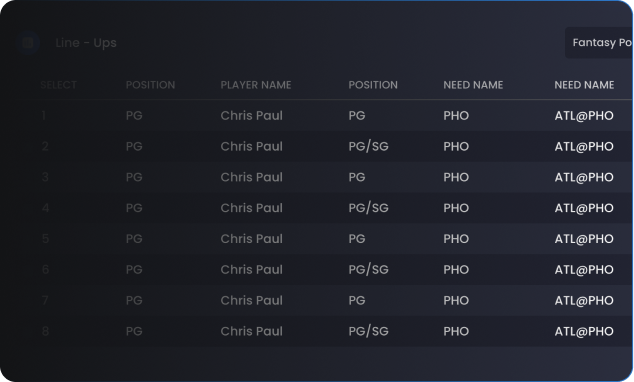 Line - Ups
Fantasy Po
SELECT POSITION PLAYER NAME POSITION NEED NAME NEED NAME
1 PG Chris Paul PG PHO ATL@PHO
2 PG Chris Paul PG/SG PHO ATL@PHO
3 PG Chris Paul PG PHO ATL@PHO
4 PG Chris Paul PG/SG PHO ATL@PHO
5 PG Chris Paul PG PHO ATL@PHO
6 PG Chris Paul PG/SG PHO ATL@PHO
7 PG Chris Paul PG PHO ATL@PHO
8 PG Chris Paul PG/SG PHO ATL@PHO